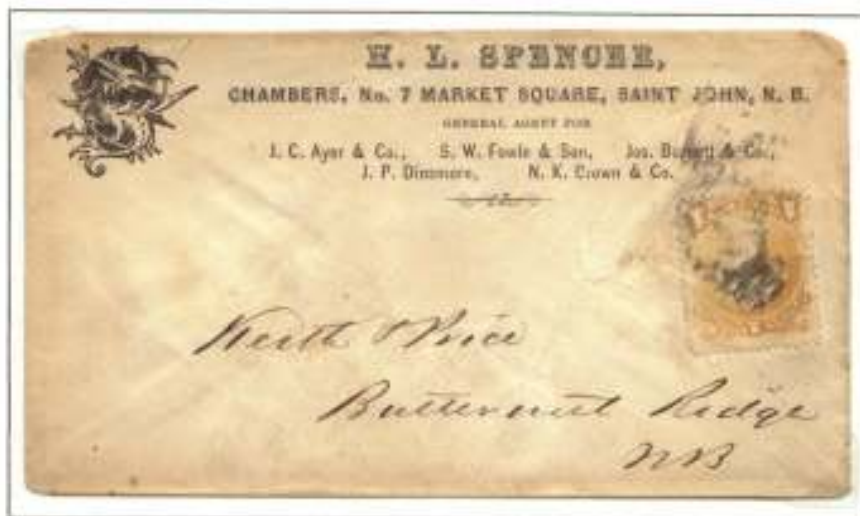 H. L. SPENCER,
CHAMBERS, No. 7 MARKET SQUARE, SAINT JOHN, N. B.
GENERAL AGENT FOR
J. C. Ayer & Co., S. W. Fowle & Son, Jos. Burnett & Co.,
J. P. Dinsmore, N. K. Crown & Co.
Keith & Price
Butternut Ridge
NB